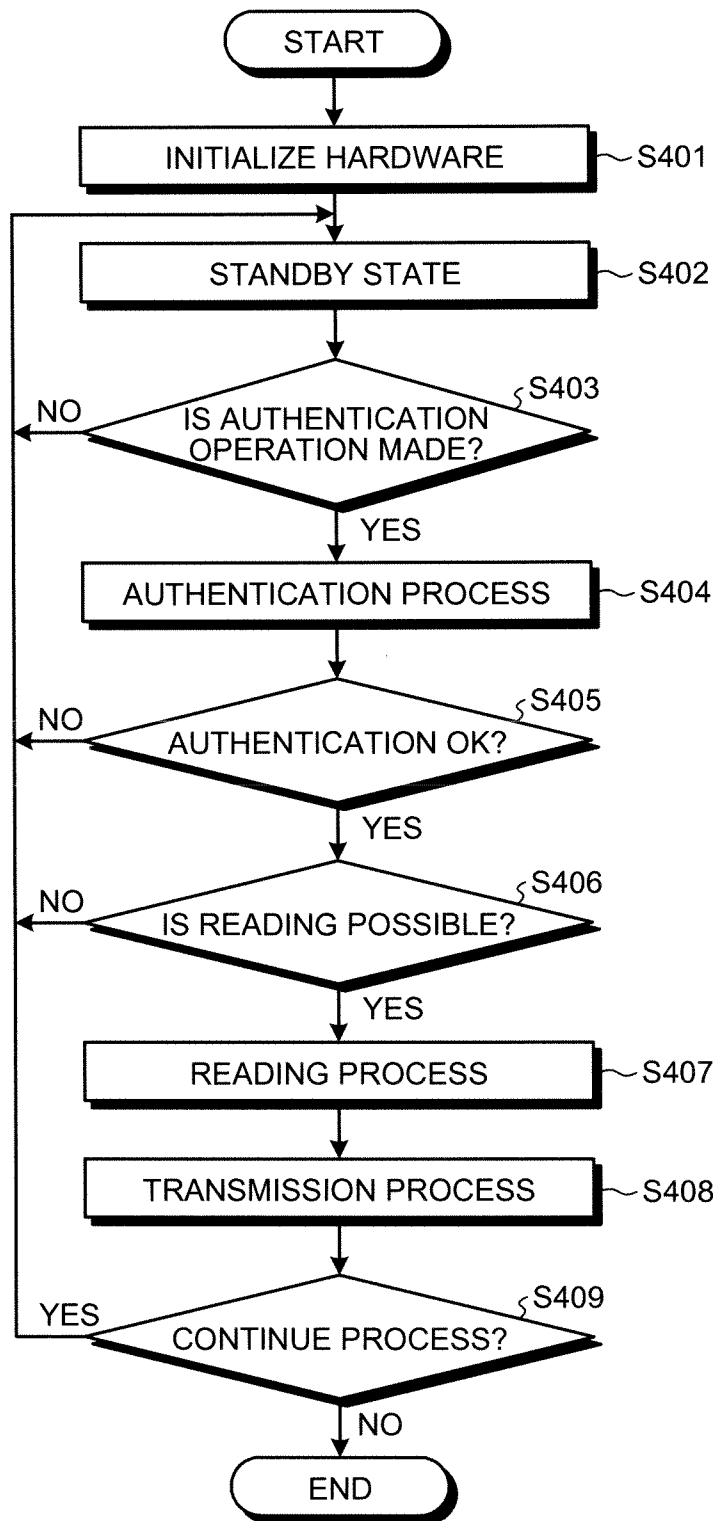 START
INITIALIZE HARDWARE
S401
STANDBY STATE
S402
S403
NO
IS AUTHENTICATION
OPERATION MADE?
YES
AUTHENTICATION PROCESS
S404
S405
NO
AUTHENTICATION OK?
YES
S406
NO
IS READING POSSIBLE?
YES
READING PROCESS
S407
TRANSMISSION PROCESS
S408
S409
YES
CONTINUE PROCESS?
NO
END